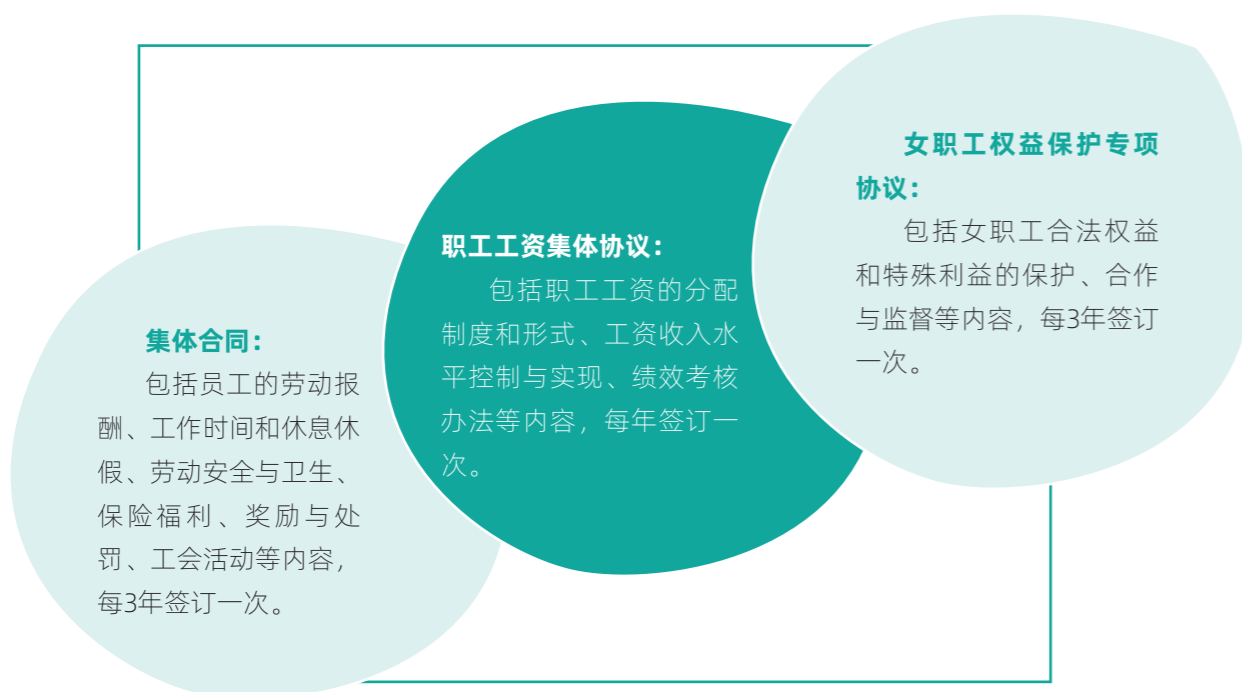 集体合同：
包括员工的劳动报
酬、工作时间和休息休
假、劳动安全与卫生、
保险福利、奖励与处
罚、工会活动等内容，
每3年签订一次。
职工工资集体协议：
包括职工工资的分配
制度和形式、工资收入水
平控制与实现、绩效考核
办法等内容，每年签订一
次。
女职工权益保护专项
协议：
包括女职工合法权益
和特殊利益的保护、合作
与监督等内容，每3年签订
一次。